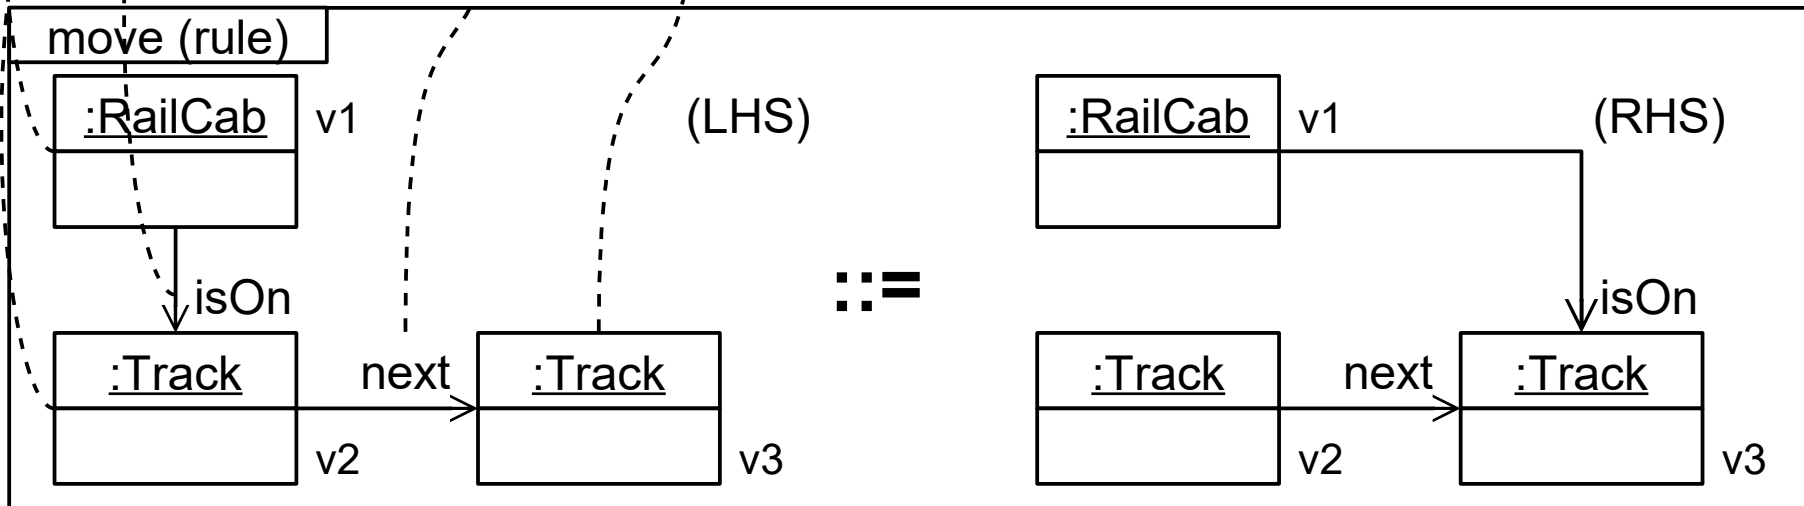 move (rule)
:RailCab v1 (LHS) :RailCab v1 (RHS)
isOn ::= isOn
:Track next :Track :Track next :Track
v2 v3 v2 v3